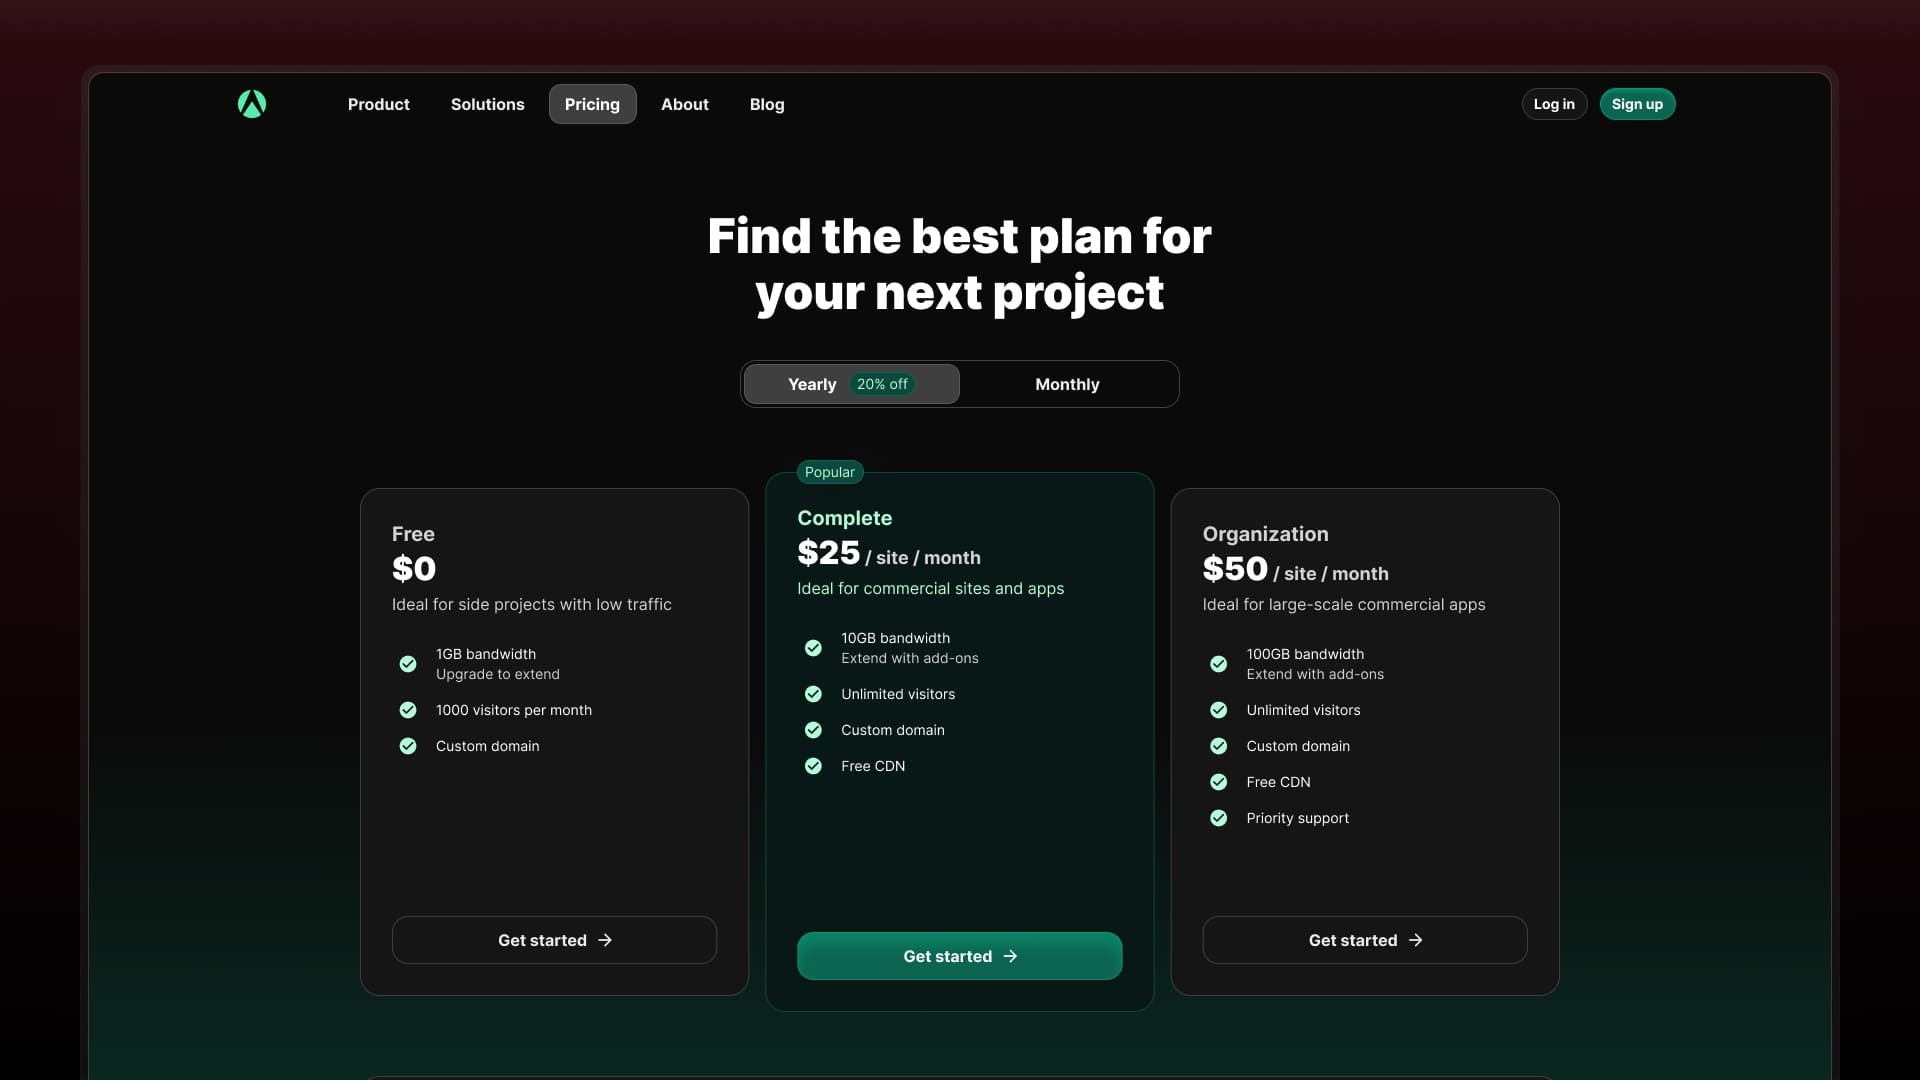 Product
Solutions
Pricing
About
Blog
Log in
Sign up
Find the best plan for
your next project
Yearly 20% off
Monthly
Free
$0
Ideal for side projects with low traffic
1GB bandwidth
Upgrade to extend
1000 visitors per month
Custom domain
Get started
Popular
Complete
$25 / site / month
Ideal for commercial sites and apps
10GB bandwidth
Extend with add-ons
Unlimited visitors
Custom domain
Free CDN
Get started
Organization
$50 / site / month
Ideal for large-scale commercial apps
100GB bandwidth
Extend with add-ons
Unlimited visitors
Custom domain
Free CDN
Priority support
Get started